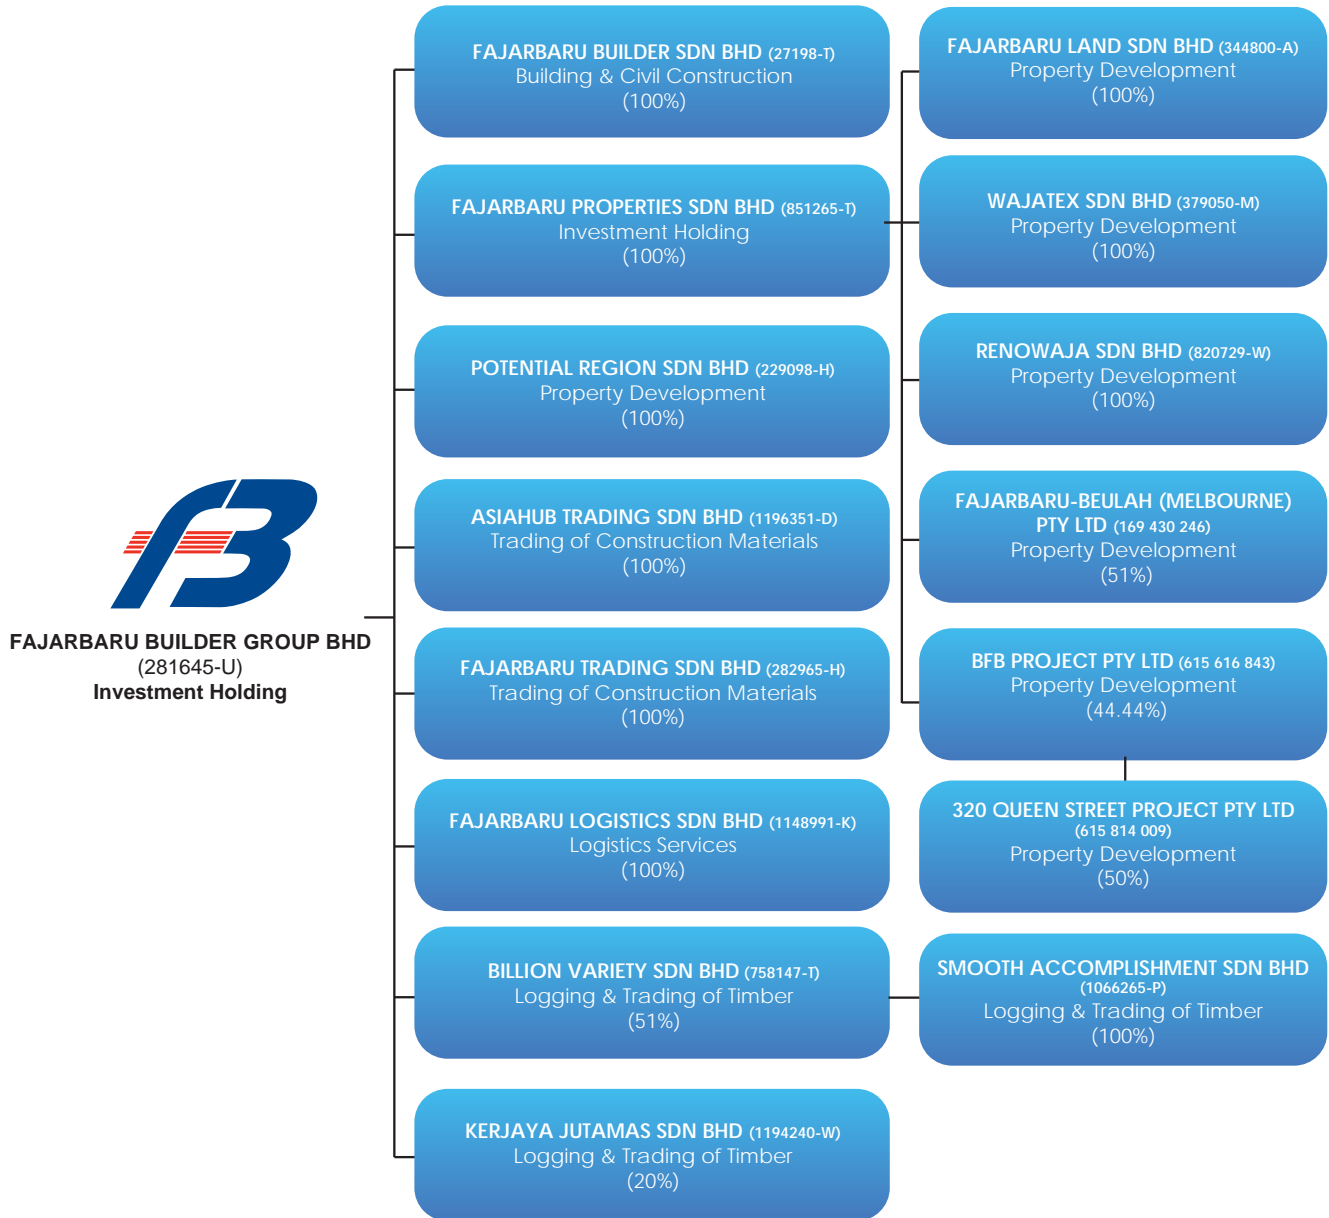 FAJARBARU BUILDER GROUP BHD
(281645-U)
Investment Holding
FAJARBARU BUILDER SDN BHD (27198-T)
Building & Civil Construction
(100%)
FAJARBARU PROPERTIES SDN BHD (851265-T)
Investment Holding
(100%)
POTENTIAL REGION SDN BHD (229098-H)
Property Development
(100%)
ASIAHUB TRADING SDN BHD (1196351-D)
Trading of Construction Materials
(100%)
FAJARBARU TRADING SDN BHD (282965-H)
Trading of Construction Materials
(100%)
FAJARBARU LOGISTICS SDN BHD (1148991-K)
Logistics Services
(100%)
BILLION VARIETY SDN BHD (758147-T)
Logging & Trading of Timber
(51%)
KERJAYA JUTAMAS SDN BHD (1194240-W)
Logging & Trading of Timber
(20%)
FAJARBARU LAND SDN BHD (344800-A)
Property Development
(100%)
WAJATEX SDN BHD (379050-M)
Property Development
(100%)
RENOWAJA SDN BHD (820729-W)
Property Development
(100%)
FAJARBARU-BEULAH (MELBOURNE)
PTY LTD (169 430 246)
Property Development
(51%)
BFB PROJECT PTY LTD (615 616 843)
Property Development
(44.44%)
320 QUEEN STREET PROJECT PTY LTD
(615 814 009)
Property Development
(50%)
SMOOTH ACCOMPLISHMENT SDN BHD
(1066265-P)
Logging & Trading of Timber
(100%)